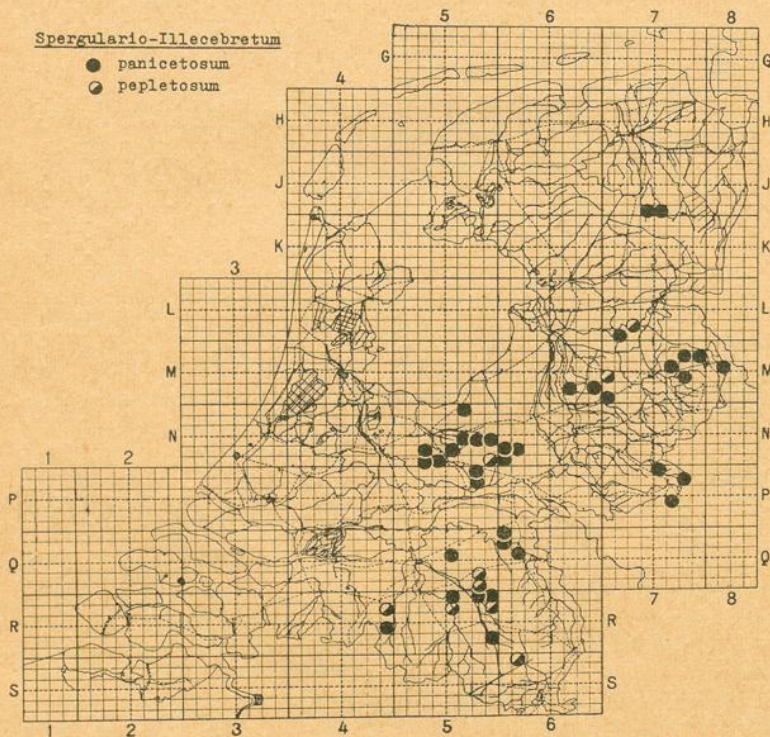 Spergulario-Illecebretum
panicetosum
pepletosum
5 6 7 8
G G
4
H H
J J
K K
3
L L
M M
N N
1 2
P P
Q Q
7 8
R R
S S
1 2 3 4 5 6